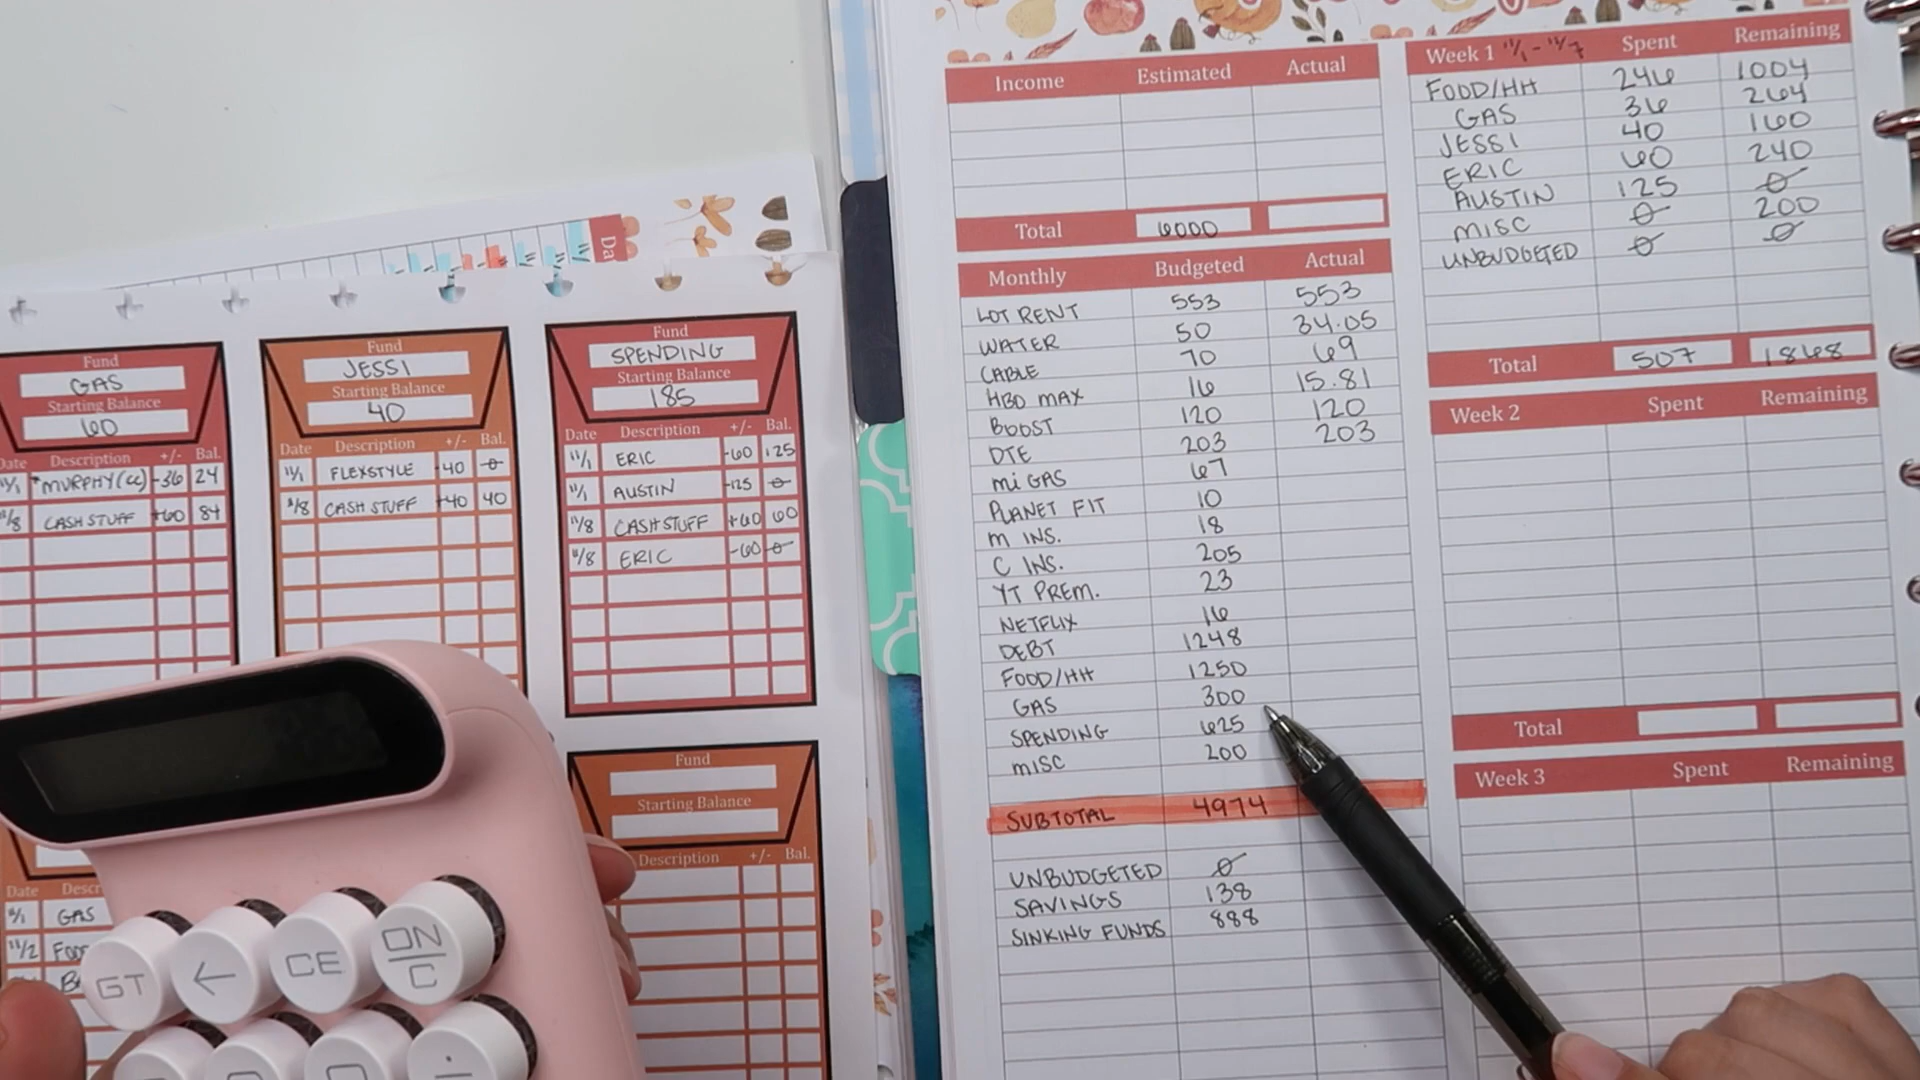 Income Estimated Actual
Total 6000
Monthly Budgeted Actual
LOT RENT 553 553
WATER 50 34.05
CABLE 70 69
HBO MAX 16 15.81
BOOST 120 120
DTE 203 203
mi GAS 67
PLANET FIT 10
M INS. 18
C INS. 205
YT PREM. 23
NETFLIX 16
DEBT 1248
FOOD/HH 1250
GAS 300
SPENDING 625
MISC 200
SUBTOTAL 4974
UNBUDGETED 0
SAVINGS 138
SINKING FUNDS 888
Week 1 11/1 - 11/7 Spent Remaining
FOOD/HH 246 1004
GAS 36 264
JESSI 40 160
ERIC 60 240
AUSTIN 125 0
MISC 0 200
UNBUDGETED 0 0
Total 507 1868
Week 2 Spent Remaining
Total
Week 3 Spent Remaining
Da
Fund
GAS
Starting Balance
60
Date Description +/- Bal.
11/1 *MURPHY(CC) -36 24
11/8 CASH STUFF +60 84
Fund
JESSI
Starting Balance
40
Date Description +/- Bal.
11/1 FLEXSTYLE -40 0
11/8 CASH STUFF +40 40
Fund
SPENDING
Starting Balance
185
Date Description +/- Bal.
11/1 ERIC -60 125
11/1 AUSTIN -125 0
11/8 CASH STUFF +60 60
11/8 ERIC -60 0
Fund
Starting Balance
Description +/- Bal.
Date Descr
11/1 GAS
11/2 FOO
GT ← CE ON/C